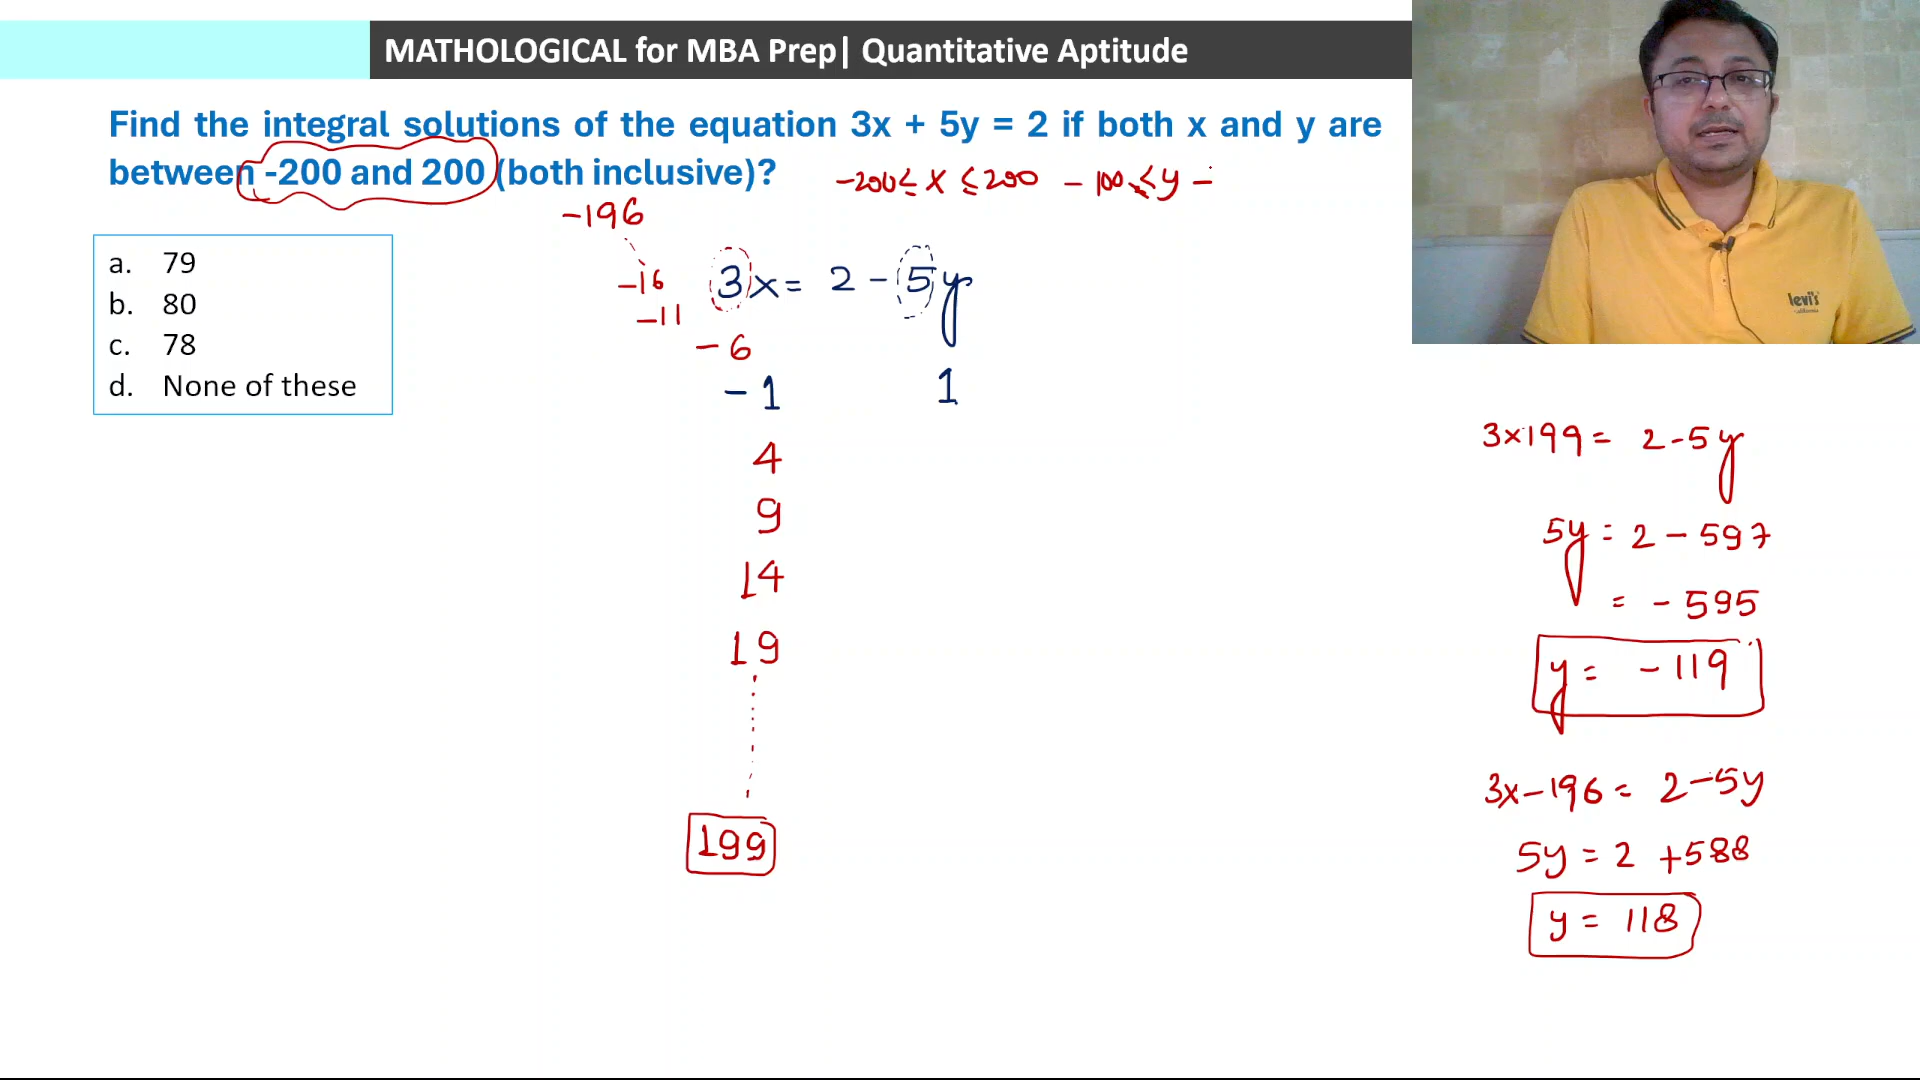 MATHOLOGICAL for MBA Prep| Quantitative Aptitude
Find the integral solutions of the equation 3x + 5y = 2 if both x and y are
between -200 and 200 (both inclusive)?
-200 ≤ x ≤ 200 - 100 ≤ y -
a. 79
b. 80
c. 78
d. None of these
-196
-16
-11
-6
3x = 2 - 5y
-1 1
4
9
14
19
199
3×199 = 2-5y
5y = 2 - 597
= - 595
y = - 119
3x-196 = 2-5y
5y = 2 +588
y = 118
levi's
California